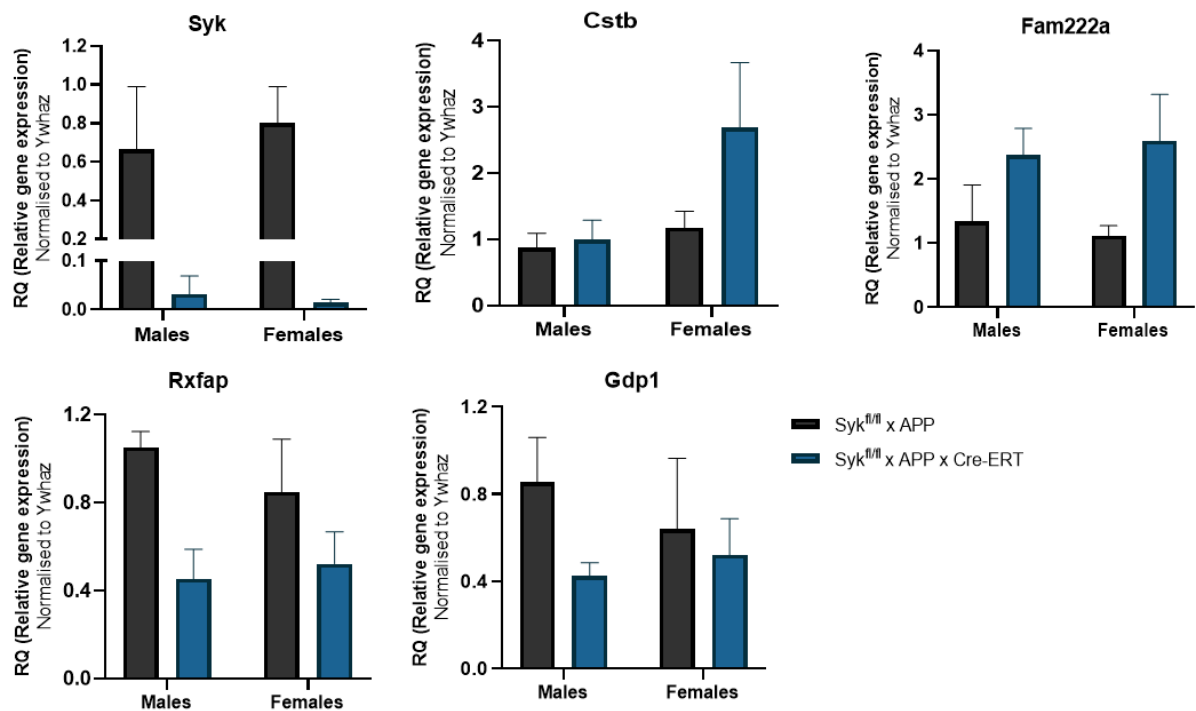 Syk
RQ (Relative gene expression)
Normalised to Ywhaz
1.2
1.0
0.8
0.6
0.4
0.2
0.1
0.0
Males
Females
Cstb
RQ (Relative gene expression)
Normalised to Ywhaz
4
3
2
1
0
Males
Females
Fam222a
RQ (Relative gene expression)
Normalised to Ywhaz
4
3
2
1
0
Males
Females
Rxfap
RQ (Relative gene expression)
Normalised to Ywhaz
1.2
0.8
0.4
0.0
Males
Females
Gdp1
RQ (Relative gene expression)
Normalised to Ywhaz
1.2
0.8
0.4
0.0
Males
Females
Syk^fl/fl x APP
Syk^fl/fl x APP x Cre-ERT